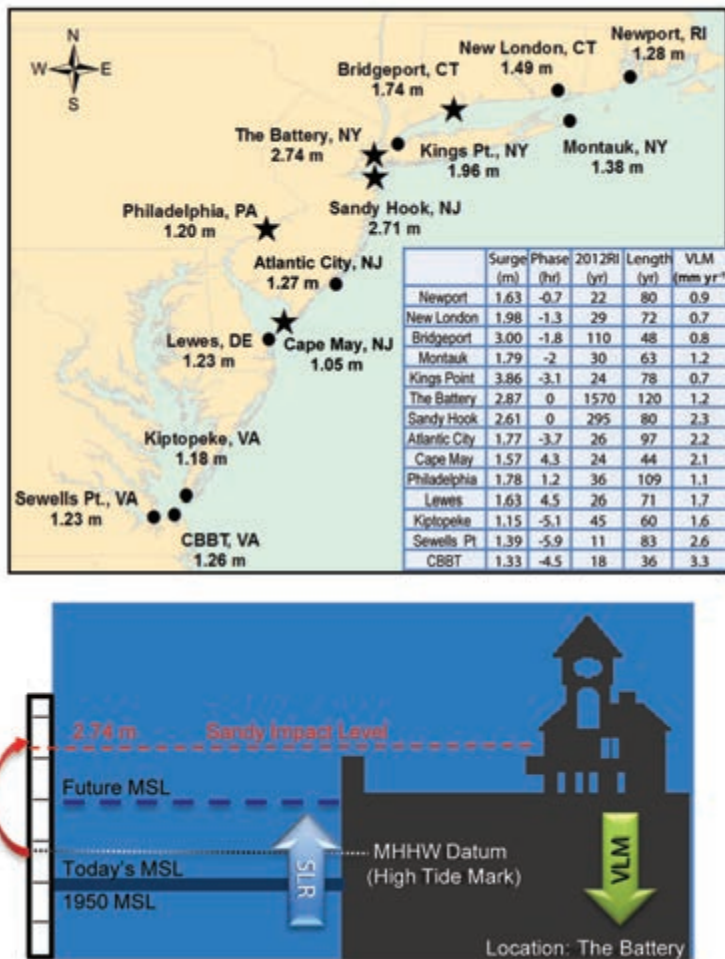 N
W E
S
Newport, RI
1.28 m
New London, CT
1.49 m
Bridgeport, CT
1.74 m
The Battery, NY
2.74 m
Kings Pt., NY
1.96 m
Montauk, NY
1.38 m
Sandy Hook, NJ
2.71 m
Philadelphia, PA
1.20 m
Atlantic City, NJ
1.27 m
Lewes, DE
1.23 m
Cape May, NJ
1.05 m
Kiptopeke, VA
1.18 m
Sewells Pt., VA
1.23 m
CBBT, VA
1.26 m
Surge Phase 2012RI Length VLM
(m) (hr) (yr) (yr) (mm yr⁻¹)
Newport 1.63 -0.7 22 80 0.9
New London 1.98 -1.3 29 72 0.7
Bridgeport 3.00 -1.8 110 48 0.8
Montauk 1.79 -2 30 63 1.2
Kings Point 3.86 -3.1 24 78 0.7
The Battery 2.87 0 1570 120 1.2
Sandy Hook 2.61 0 295 80 2.3
Atlantic City 1.77 -3.7 26 97 2.2
Cape May 1.57 4.3 24 44 2.1
Philadelphia 1.78 1.2 36 109 1.1
Lewes 1.63 4.5 26 71 1.7
Kiptopeke 1.15 -5.1 45 60 1.6
Sewells Pt 1.39 -5.9 11 83 2.6
CBBT 1.33 -4.5 18 36 3.3
2.74 m Sandy Impact Level
Future MSL
MHHW Datum
(High Tide Mark)
Today's MSL
1950 MSL
SLR
VLM
Location: The Battery